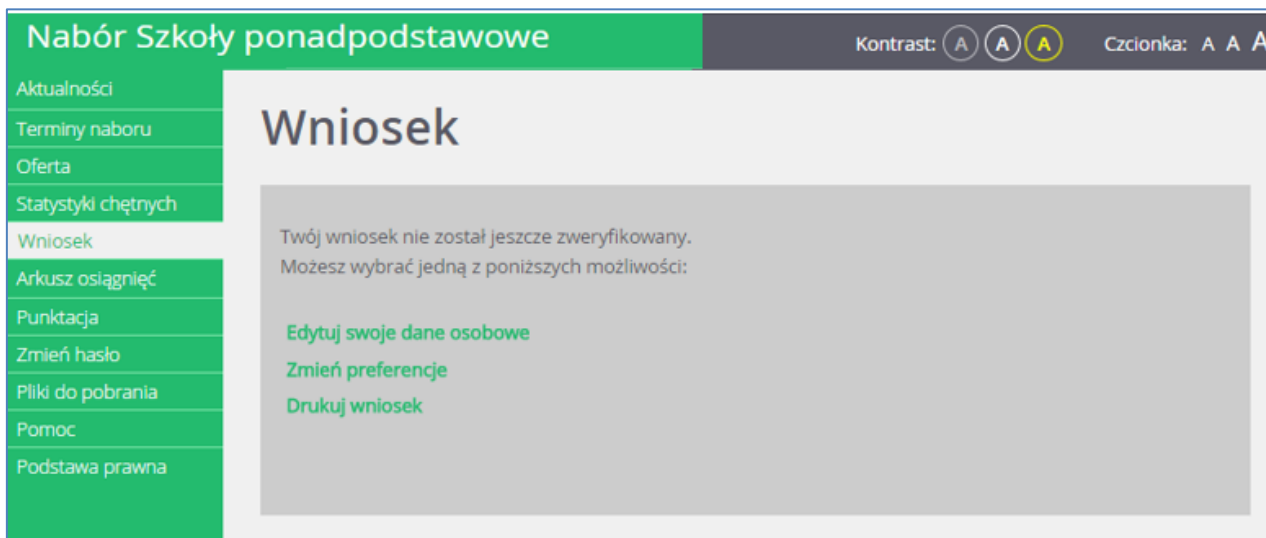 Nabór Szkoły ponadpodstawowe
Kontrast: A A A Czcionka: A A A
Aktualności
Terminy naboru
Oferta
Statystyki chętnych
Wniosek
Arkusz osiągnięć
Punktacja
Zmień hasło
Pliki do pobrania
Pomoc
Podstawa prawna
Wniosek
Twój wniosek nie został jeszcze zweryfikowany.
Możesz wybrać jedną z poniższych możliwości:
Edytuj swoje dane osobowe
Zmień preferencje
Drukuj wniosek